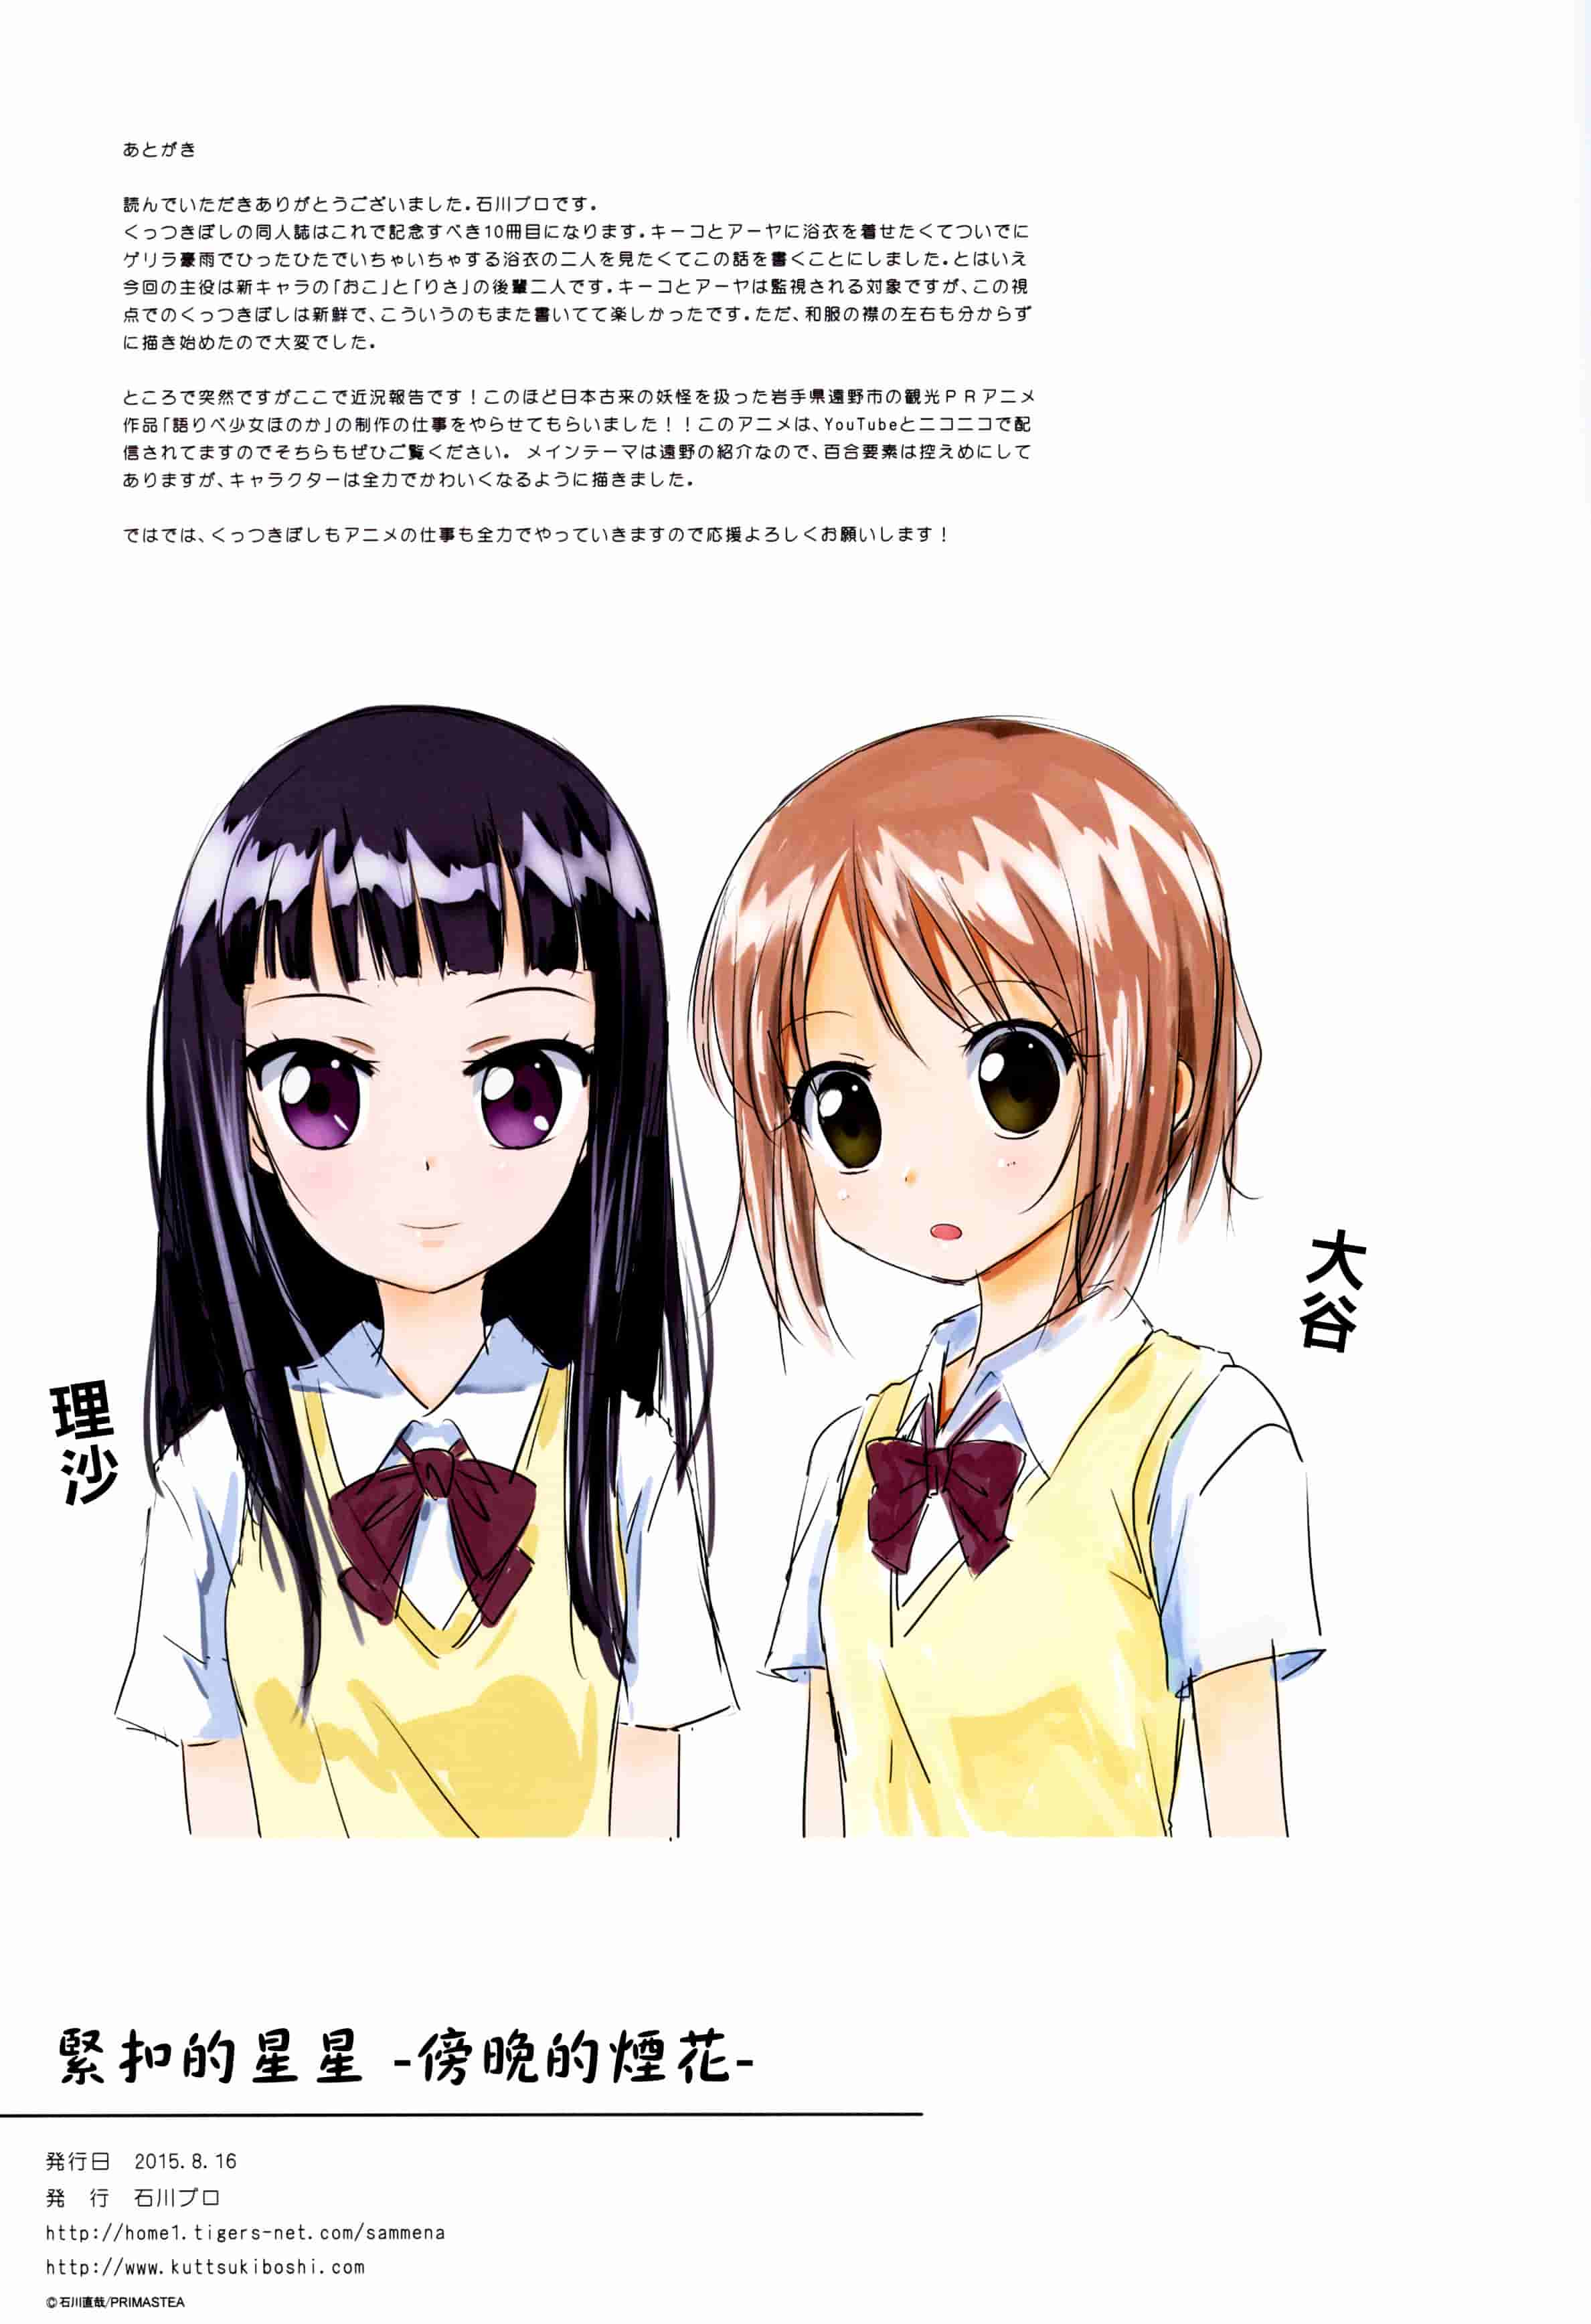 あとがき
読んでいただきありがとうございました.石川プロです.
くっつきぼしの同人誌はこれで記念すべき10冊目になります.キーコとアーヤに浴衣を着せたくてついでに
ゲリラ豪雨でひったひたでいちゃいちゃする浴衣の二人を見たくてこの話を書くことにしました.とはいえ
今回の主役は新キャラの「おこ」と「りさ」の後輩二人です.キーコとアーヤは監視される対象ですが、この視
点でのくっつきぼしは新鮮で、こういうのもまた書いてて楽しかったです.ただ、和服の襟の左右も分からず
に描き始めたので大変でした.
ところで突然ですがここで近況報告です！このほど日本古来の妖怪を扱った岩手県遠野市の観光ＰＲアニメ
作品「語りべ少女ほのか」の制作の仕事をやらせてもらいました！！このアニメは、YouTubeとニコニコで配
信されてますのでそちらもぜひご覧ください。 メインテーマは遠野の紹介なので、百合要素は控えめにして
ありますが、キャラクターは全力でかわいくなるように描きました.
ではでは、くっつきぼしもアニメの仕事も全力でやっていきますので応援よろしくお願いします！
大谷
理沙
緊扣的星星 -傍晚的煙花-
発行日 2015.8.16
発 行 石川プロ
http://home1.tigers-net.com/sammena
http://www.kuttsukiboshi.com
©石川直哉/PRIMASTEA